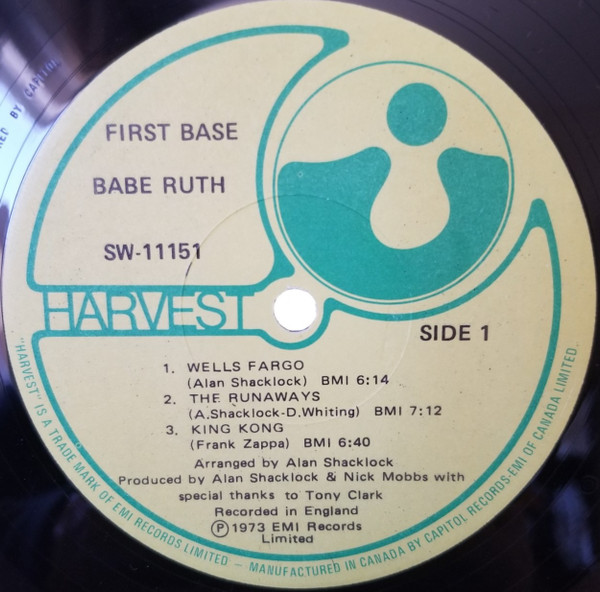 FIRST BASE
BABE RUTH
SW-11151
HARVEST
SIDE 1
1. WELLS FARGO
(Alan Shacklock) BMI 6:14
2. THE RUNAWAYS
(A.Shacklock-D.Whiting) BMI 7:12
3. KING KONG
(Frank Zappa) BMI 6:40
Arranged by Alan Shacklock
Produced by Alan Shacklock & Nick Mobbs with
special thanks to Tony Clark
Recorded in England
Ⓟ 1973 EMI Records
Limited
"HARVEST" IS A TRADE MARK OF EMI RECORDS LIMITED – MANUFACTURED IN CANADA BY CAPITOL RECORDS-EMI OF CANADA LIMITED.
BY CAPITOL